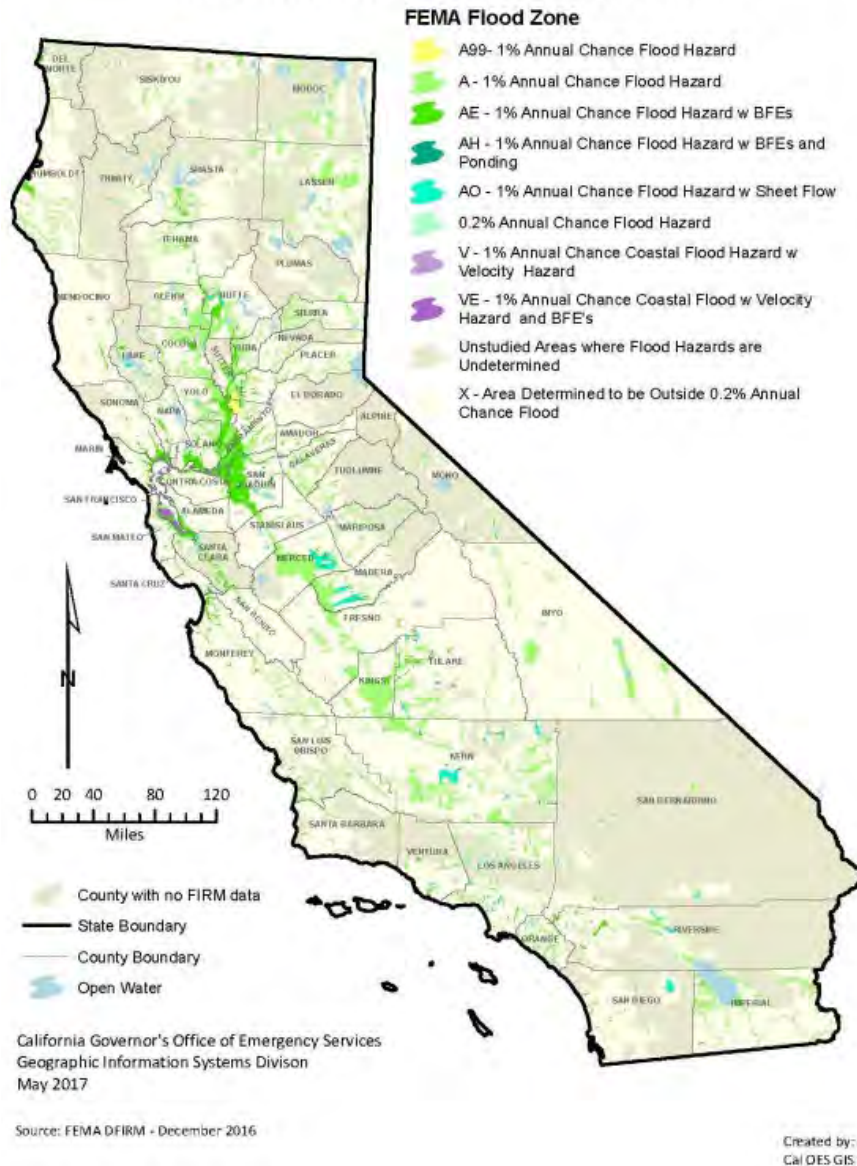 FEMA Flood Zone
A99- 1% Annual Chance Flood Hazard
A - 1% Annual Chance Flood Hazard
AE - 1% Annual Chance Flood Hazard w BFEs
AH - 1% Annual Chance Flood Hazard w BFEs and
Ponding
AO - 1% Annual Chance Flood Hazard w Sheet Flow
0.2% Annual Chance Flood Hazard
V - 1% Annual Chance Coastal Flood Hazard w
Velocity Hazard
VE - 1% Annual Chance Coastal Flood w Velocity
Hazard and BFE's
Unstudied Areas where Flood Hazards are
Undetermined
X - Area Determined to be Outside 0.2% Annual
Chance Flood
DEL
NORTE
SISKIYOU
MODOC
HUMBOLDT
TRINITY
SHASTA
LASSEN
TEHAMA
PLUMAS
MENDOCINO
GLENN
BUTTE
SIERRA
COLUSA
YUBA
NEVADA
PLACER
LAKE
SUTTER
YOLO
EL DORADO
SONOMA
NAPA
ALPINE
SOLANO
AMADOR
CALAVERAS
MARIN
CONTRA COSTA
SAN
JOAQUIN
TUOLUMNE
MONO
SAN FRANCISCO
ALAMEDA
STANISLAUS
MARIPOSA
SAN MATEO
SANTA
CLARA
MERCED
MADERA
SANTA CRUZ
SAN BENITO
FRESNO
INYO
MONTEREY
TULARE
KINGS
N
SAN LUIS
OBISPO
KERN
SAN BERNARDINO
0 20 40 80 120
Miles
SANTA BARBARA
VENTURA
LOS ANGELES
ORANGE
RIVERSIDE
SAN DIEGO
IMPERIAL
County with no FIRM data
State Boundary
County Boundary
Open Water
California Governor's Office of Emergency Services
Geographic Information Systems Divison
May 2017
Source: FEMA DFIRM - December 2016
Created by:
Cal OES GIS